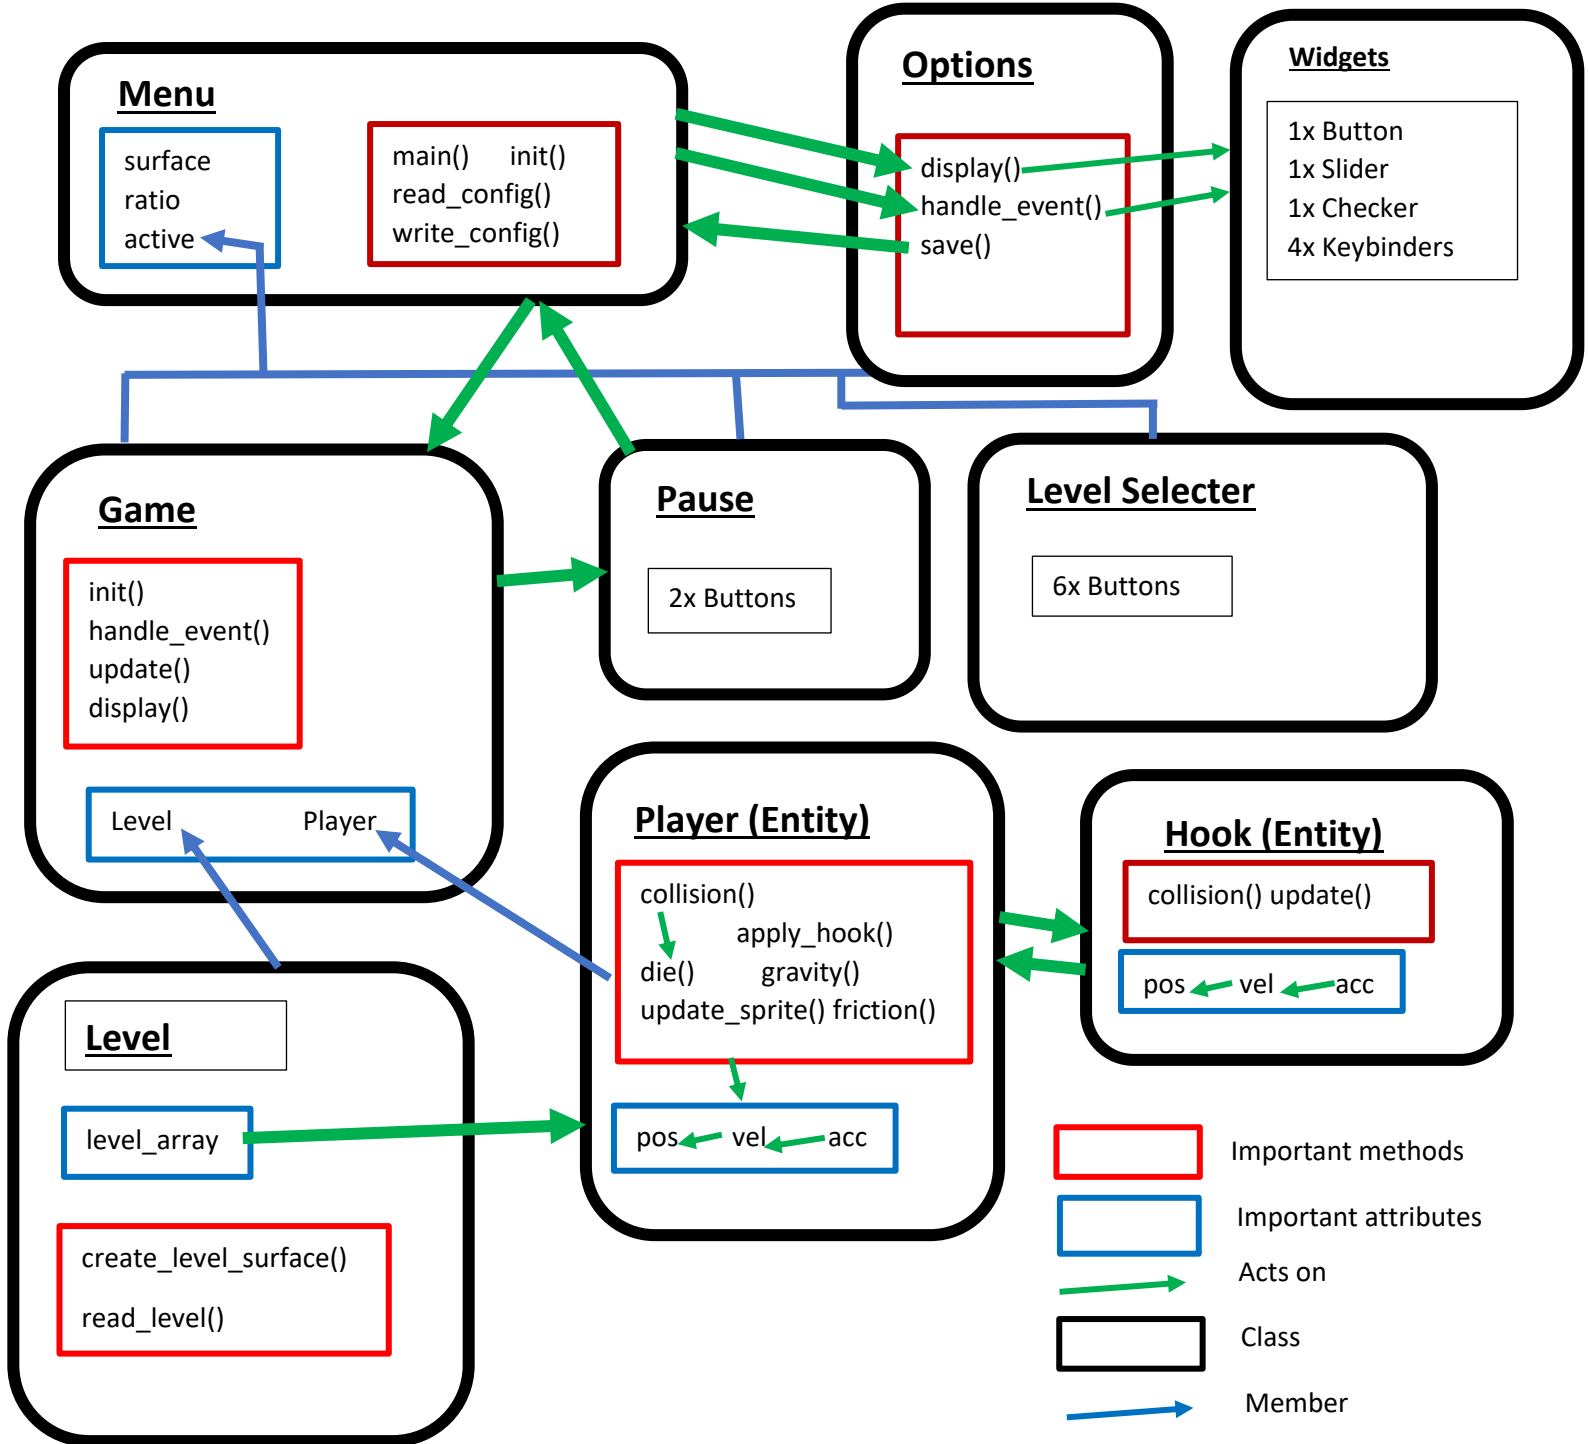 Menu
surface
ratio
active
main() init()
read_config()
write_config()
Options
display()
handle_event()
save()
Widgets
1x Button
1x Slider
1x Checker
4x Keybinders
Game
init()
handle_event()
update()
display()
Level Player
Pause
2x Buttons
Level Selecter
6x Buttons
Player (Entity)
collision()
apply_hook()
die() gravity()
update_sprite() friction()
pos vel acc
Hook (Entity)
collision() update()
pos vel acc
Level
level_array
create_level_surface()
read_level()
Important methods
Important attributes
Acts on
Class
Member